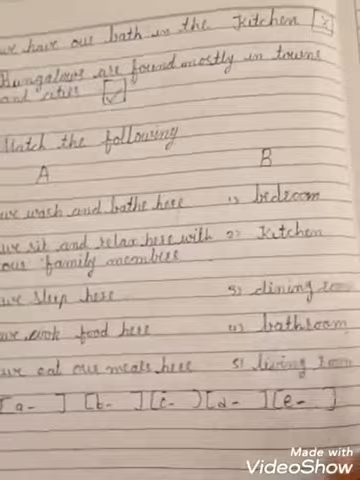 we have our bath in the Kitchen [x]
Bungalows are found mostly in towns
and cities [✓]
Match the following
A B
we wash and bathe here 1) bedroom
we sit and relax here with 2) Kitchen
our family members
we sleep here 3) dining room
we cook food here 4) bathroom
we eat our meals here 5) living room
[a- ] [b- ] [c- ] [d- ] [e- ]
Made with
VideoShow